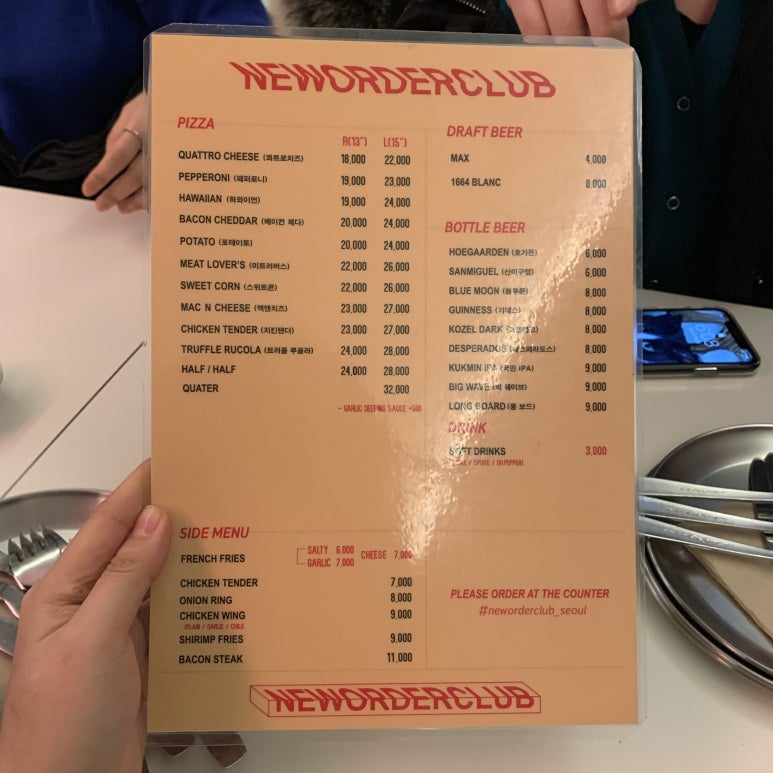 NEWORDERCLUB
PIZZA
R(13") L(15")
QUATTRO CHEESE (콰트로치즈) 18,000 22,000
PEPPERONI (페퍼로니) 19,000 23,000
HAWAIIAN (하와이언) 19,000 24,000
BACON CHEDDAR (베이컨 체다) 20,000 24,000
POTATO (포테이토) 20,000 24,000
MEAT LOVER'S (미트러버스) 22,000 26,000
SWEET CORN (스위트콘) 22,000 26,000
MAC N CHEESE (맥앤치즈) 23,000 27,000
CHICKEN TENDER (치킨텐더) 23,000 27,000
TRUFFLE RUCOLA (트러플 루꼴라) 24,000 28,000
HALF / HALF 24,000 28,000
QUATER 32,000
- GARLIC DEEPING SAUCE +500
DRAFT BEER
MAX 4,000
1664 BLANC 8,000
BOTTLE BEER
HOEGAARDEN (호가든) 6,000
SANMIGUEL (산미구엘) 6,000
BLUE MOON (블루문) 8,000
GUINNESS (기네스) 8,000
KOZEL DARK 8,000
DESPERADOS (데스페라도스) 8,000
KUKMIN IPA (국민 IPA) 9,000
BIG WAVE (빅 웨이브) 9,000
LONG BOARD (롱 보드) 9,000
DRINK
SOFT DRINKS 3,000
/ SPRITE / DR.PEPPER)
SIDE MENU
FRENCH FRIES SALTY 6,000 GARLIC 7,000 CHEESE 7,000
CHICKEN TENDER 7,000
ONION RING 8,000
CHICKEN WING 9,000
(PLAIN / GARLIC / CHILI)
SHIRIMP FRIES 9,000
BACON STEAK 11,000
PLEASE ORDER AT THE COUNTER
#neworderclub_seoul
NEWORDERCLUB